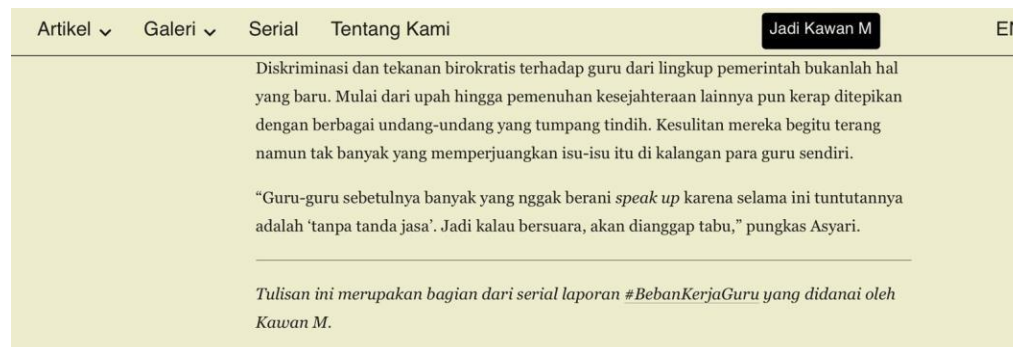 Artikel Galeri Serial Tentang Kami Jadi Kawan M EN
Diskriminasi dan tekanan birokratis terhadap guru dari lingkup pemerintah bukanlah hal
yang baru. Mulai dari upah hingga pemenuhan kesejahteraan lainnya pun kerap ditepikan
dengan berbagai undang-undang yang tumpang tindih. Kesulitan mereka begitu terang
namun tak banyak yang memperjuangkan isu-isu itu di kalangan para guru sendiri.
“Guru-guru sebetulnya banyak yang nggak berani speak up karena selama ini tuntutannya
adalah ‘tanpa tanda jasa’. Jadi kalau bersuara, akan dianggap tabu,” pungkas Asyari.
Tulisan ini merupakan bagian dari serial laporan #BebanKerjaGuru yang didanai oleh
Kawan M.